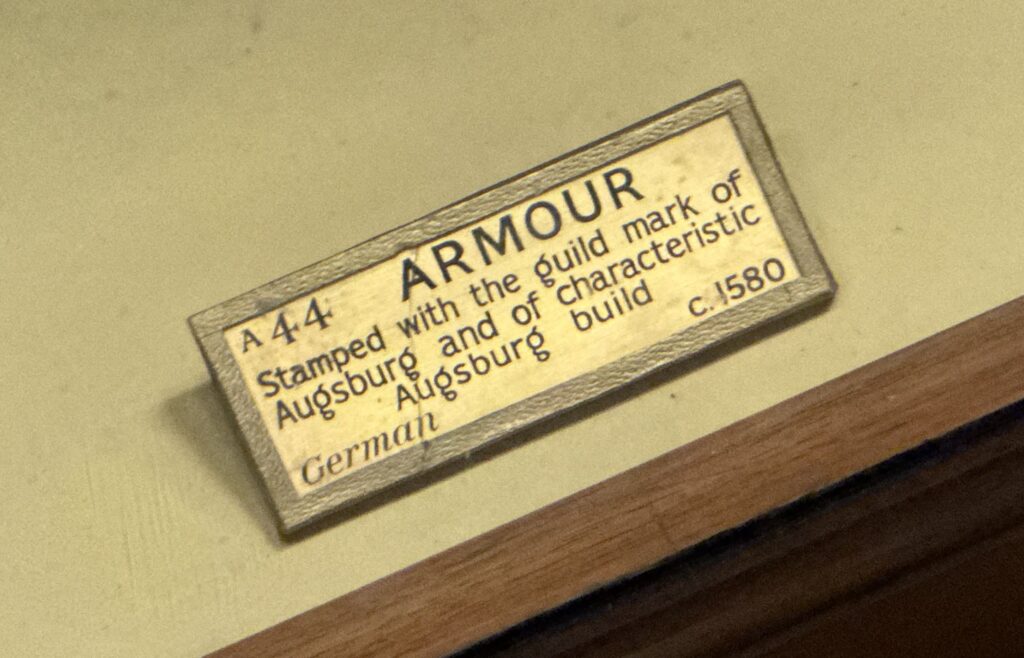 ARMOUR
A 44
Stamped with the guild mark of
Augsburg and of characteristic
Augsburg build
German c. 1580